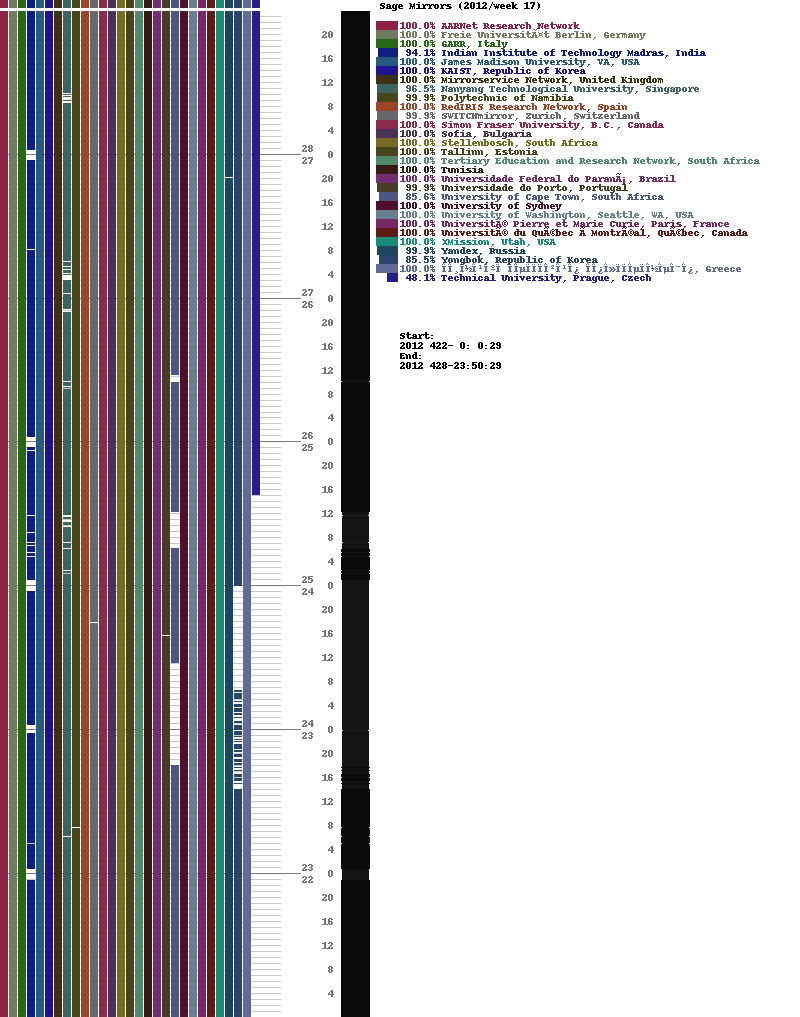 Sage Mirrors (2012/week 17)
100.0% AARNet Research Network
100.0% Freie UniversitÃ¤t Berlin, Germany
100.0% GARR, Italy
94.1% Indian Institute of Technology Madras, India
100.0% James Madison University, VA, USA
100.0% KAIST, Republic of Korea
100.0% Mirrorservice Network, United Kingdom
96.5% Nanyang Technological University, Singapore
99.9% Polytechnic of Namibia
100.0% RedIRIS Research Network, Spain
99.9% SWITCHmirror, Zurich, Switzerland
100.0% Simon Fraser University, B.C., Canada
100.0% Sofia, Bulgaria
100.0% Stellenbosch, South Africa
100.0% Tallinn, Estonia
100.0% Tertiary Education and Research Network, South Africa
100.0% Tunisia
100.0% Universidade Federal do ParanÃ¡, Brazil
99.9% Universidade do Porto, Portugal
85.6% University of Cape Town, South Africa
100.0% University of Sydney
100.0% University of Washington, Seattle, WA, USA
100.0% UniversitÃ© Pierre et Marie Curie, Paris, France
100.0% UniversitÃ© du QuÃ©bec Ã MontrÃ©al, QuÃ©bec, Canada
100.0% XMission, Utah, USA
99.9% Yandex, Russia
85.5% Yongbok, Republic of Korea
100.0% , Greece
48.1% Technical University, Prague, Czech
Start:
2012 422- 0: 0:29
End:
2012 428-23:50:29
20
16
12
8
4
28
0
27
20
16
12
8
4
27
0
26
20
16
12
8
4
26
0
25
20
16
12
8
4
25
0
24
20
16
12
8
4
24
0
23
20
16
12
8
4
23
0
22
20
16
12
8
4